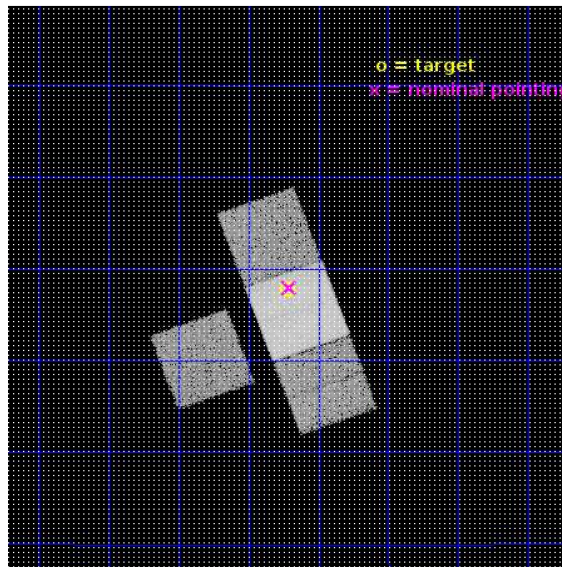 o = target
x = nominal pointing